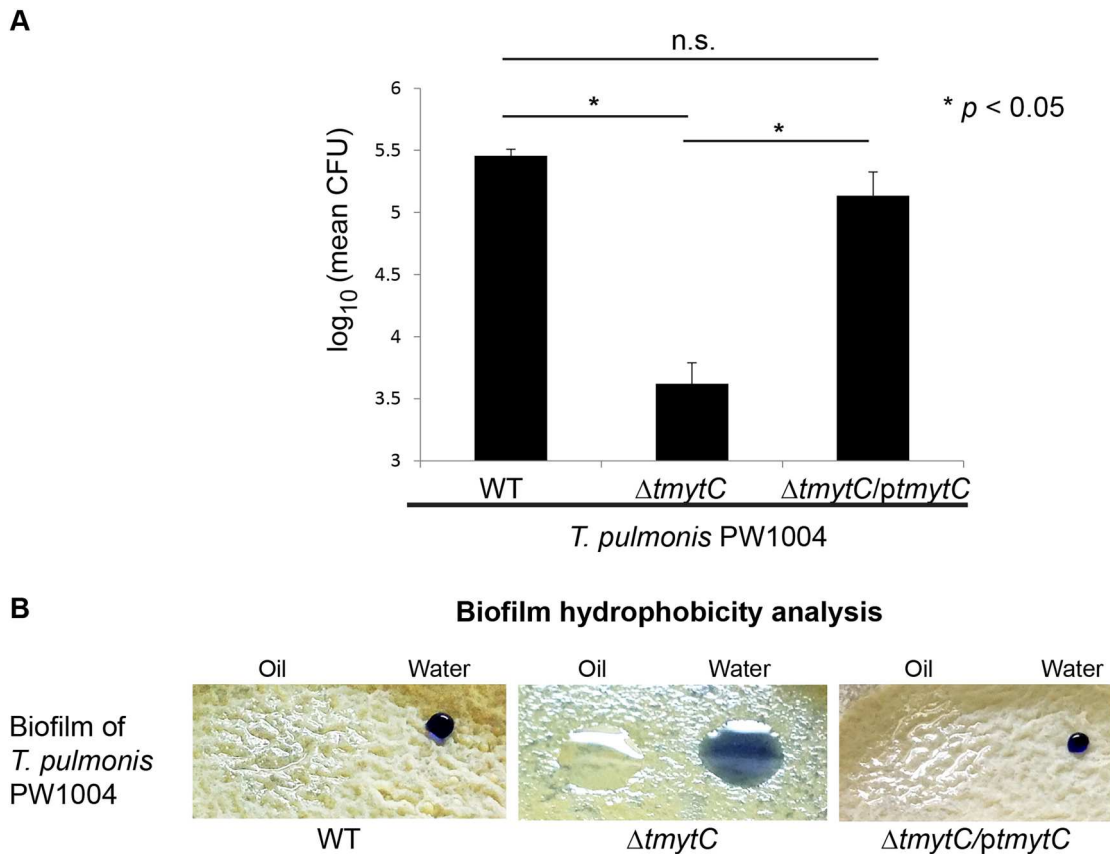 A
n.s.
* p < 0.05
*
*
log10 (mean CFU)
6
5.5
5
4.5
4
3.5
3
WT
ΔtmytC
ΔtmytC/ptmytC
T. pulmonis PW1004
B
Biofilm hydrophobicity analysis
Oil Water Oil Water Oil Water
Biofilm of
T. pulmonis
PW1004
WT
ΔtmytC
ΔtmytC/ptmytC